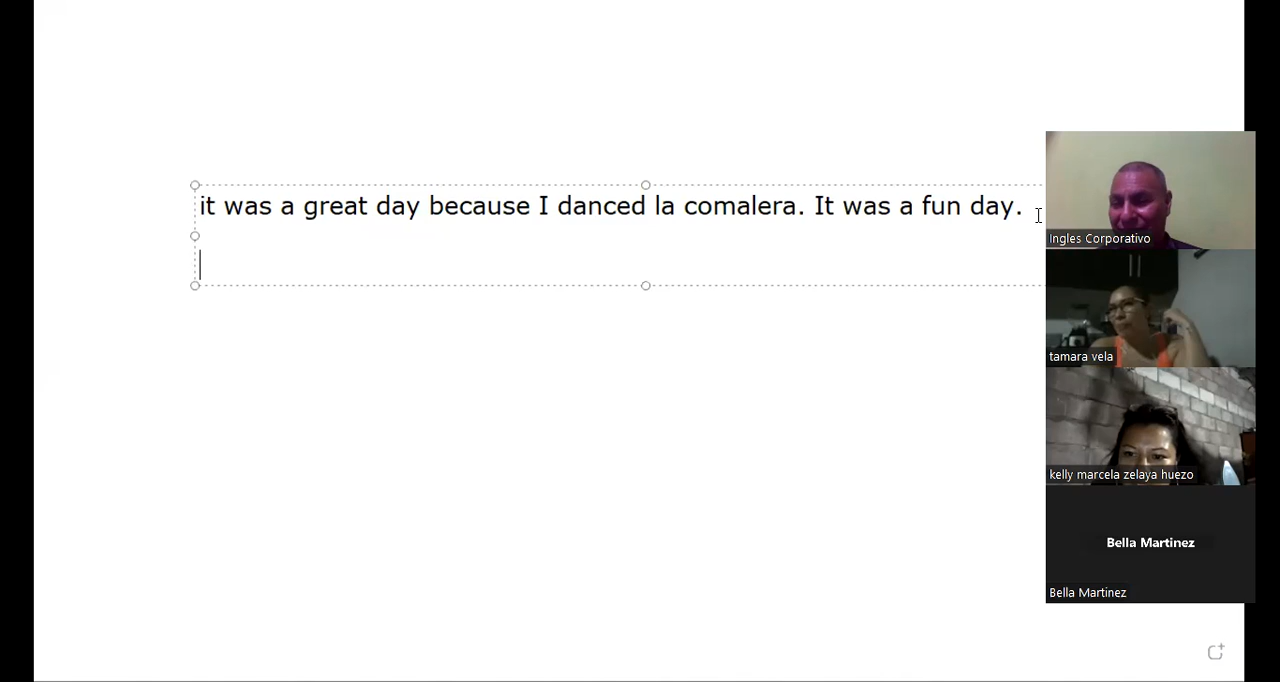 it was a great day because I danced la comalera. It was a fun day.
Ingles Corporativo
tamara vela
kelly marcela zelaya huezo
Bella Martinez
Bella Martinez